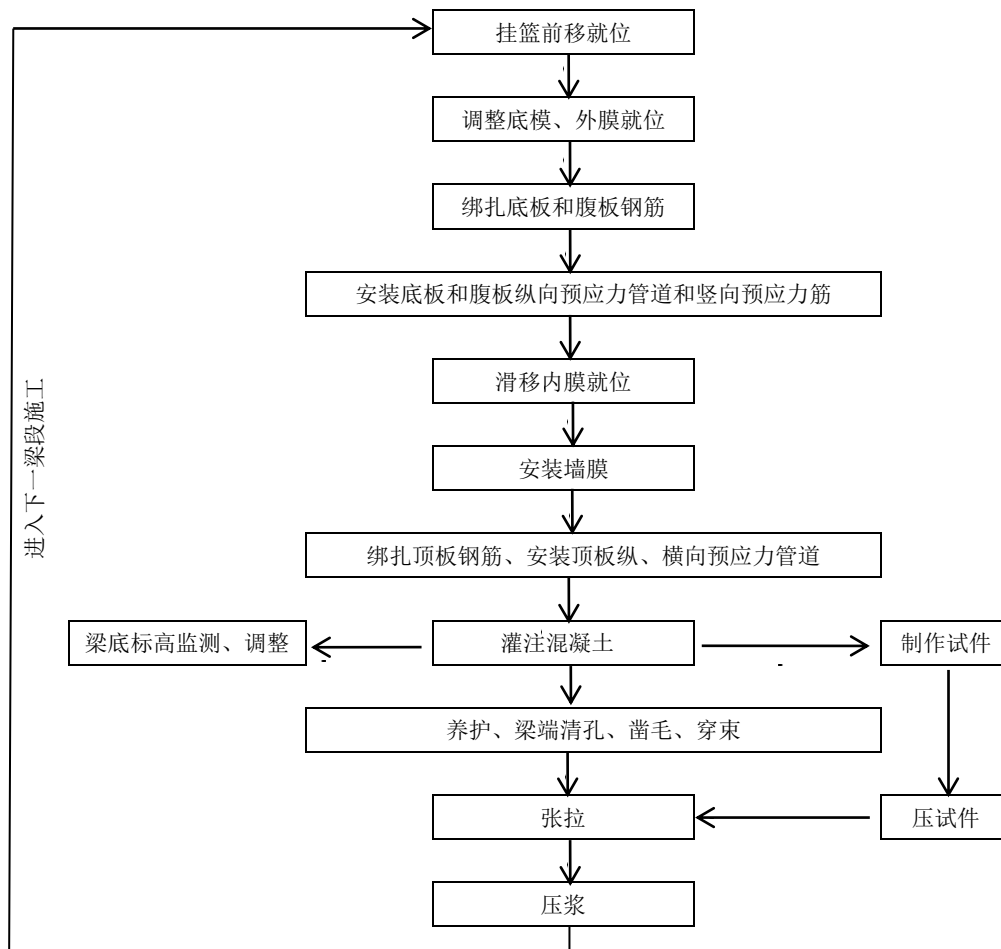 挂篮前移就位
调整底模、外膜就位
绑扎底板和腹板钢筋
安装底板和腹板纵向预应力管道和竖向预应力筋
滑移内膜就位
进入下一梁段施工
安装墙膜
绑扎顶板钢筋、安装顶板纵、横向预应力管道
梁底标高监测、调整
灌注混凝土
制作试件
养护、梁端清孔、凿毛、穿束
张拉
压试件
压浆